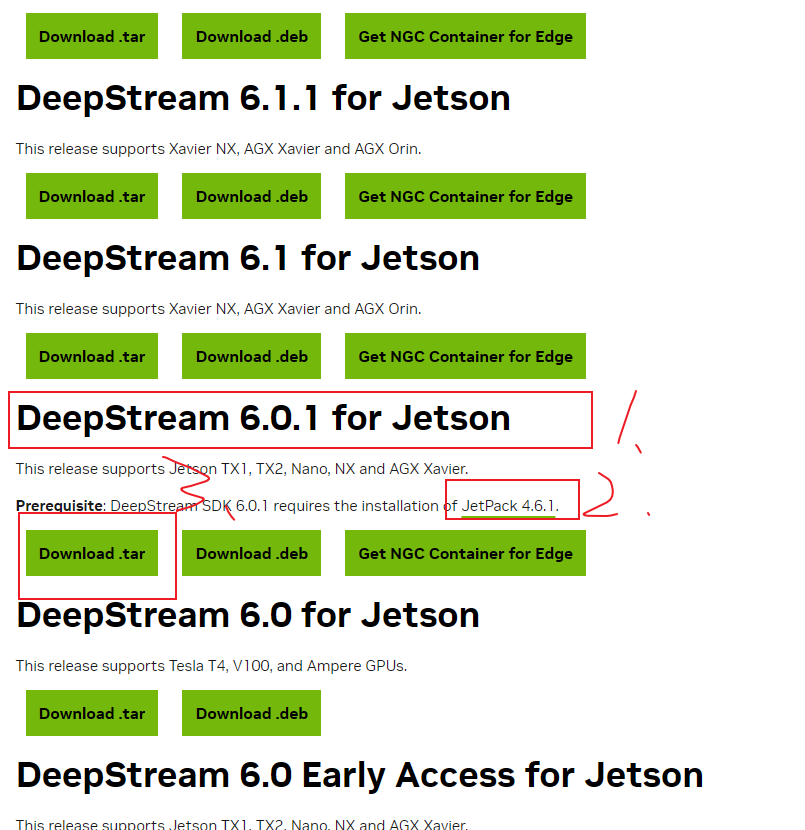 Download .tar Download .deb Get NGC Container for Edge
DeepStream 6.1.1 for Jetson
This release supports Xavier NX, AGX Xavier and AGX Orin.
Download .tar Download .deb Get NGC Container for Edge
DeepStream 6.1 for Jetson
This release supports Xavier NX, AGX Xavier and AGX Orin.
Download .tar Download .deb Get NGC Container for Edge
DeepStream 6.0.1 for Jetson
1.
This release supports Jetson TX1, TX2, Nano, NX and AGX Xavier.
3.
Prerequisite: DeepStream SDK 6.0.1 requires the installation of JetPack 4.6.1.
2.
Download .tar Download .deb Get NGC Container for Edge
DeepStream 6.0 for Jetson
This release supports Tesla T4, V100, and Ampere GPUs.
Download .tar Download .deb
DeepStream 6.0 Early Access for Jetson
This release supports Jetson TX1, TX2, Nano, NX and AGX Xavier.